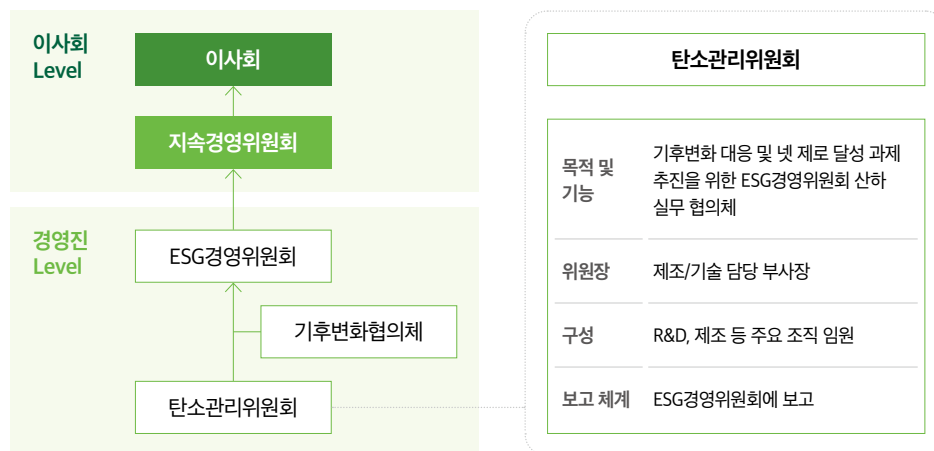 이사회
Level
이사회
지속경영위원회
경영진
Level
ESG경영위원회
기후변화협의체
탄소관리위원회
탄소관리위원회
목적 및
기능
기후변화 대응 및 넷 제로 달성 과제
추진을 위한 ESG경영위원회 산하
실무 협의체
위원장
제조/기술 담당 부사장
구성
R&D, 제조 등 주요 조직 임원
보고 체계
ESG경영위원회에 보고